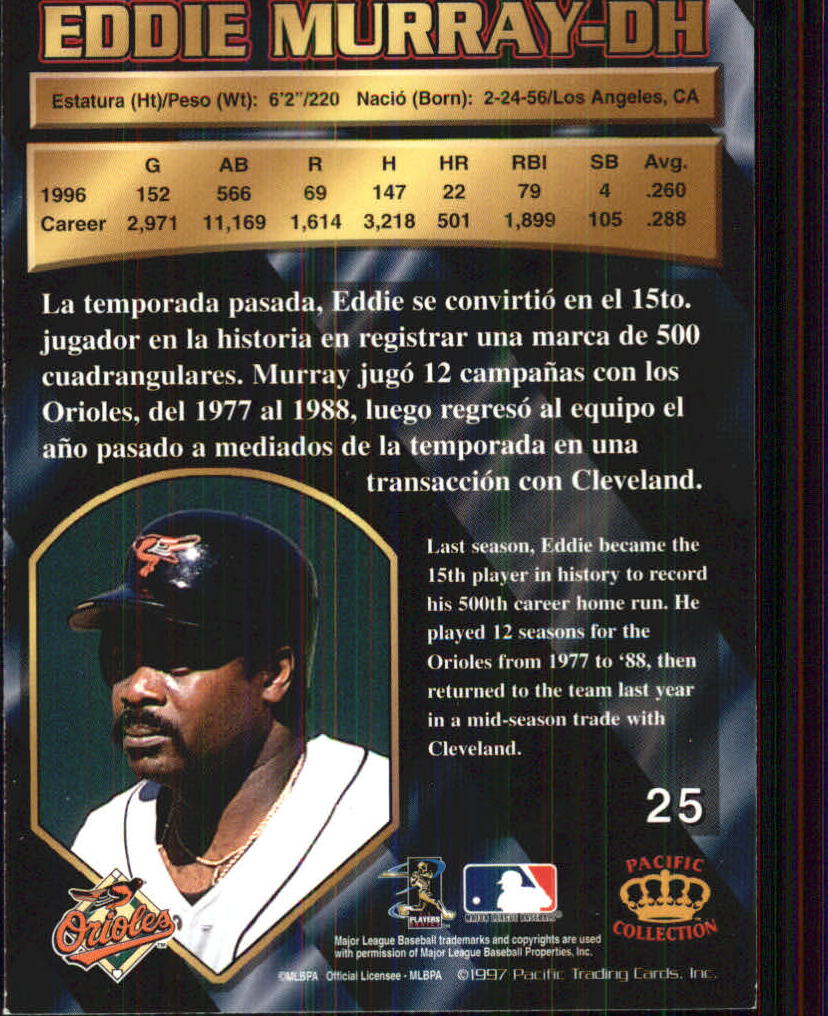 EDDIE MURRAY-DH
Estatura (Ht)/Peso (Wt): 6'2"/220 Nació (Born): 2-24-56/Los Angeles, CA
G AB R H HR RBI SB Avg.
1996 152 566 69 147 22 79 4 .260
Career 2,971 11,169 1,614 3,218 501 1,899 105 .288
La temporada pasada, Eddie se convirtió en el 15to.
jugador en la historia en registrar una marca de 500
cuadrangulares. Murray jugó 12 campañas con los
Orioles, del 1977 al 1988, luego regresó al equipo el
año pasado a mediados de la temporada en una
transacción con Cleveland.
Last season, Eddie became the
15th player in history to record
his 500th career home run. He
played 12 seasons for the
Orioles from 1977 to '88, then
returned to the team last year
in a mid-season trade with
Cleveland.
25
Orioles
PLAYERS
MAJOR LEAGUE BASEBALL
PACIFIC
COLLECTION
Major League Baseball trademarks and copyrights are used
with permission of Major League Baseball Properties, Inc.
©MLBPA Official Licensee - MLBPA ©1997 Pacific Trading Cards, Inc.